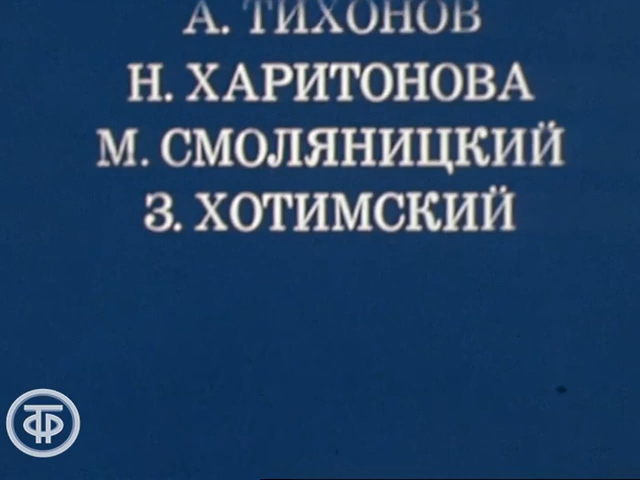 А. ТИХОНОВ
Н. ХАРИТОНОВА
М. СМОЛЯНИЦКИЙ
З. ХОТИМСКИЙ